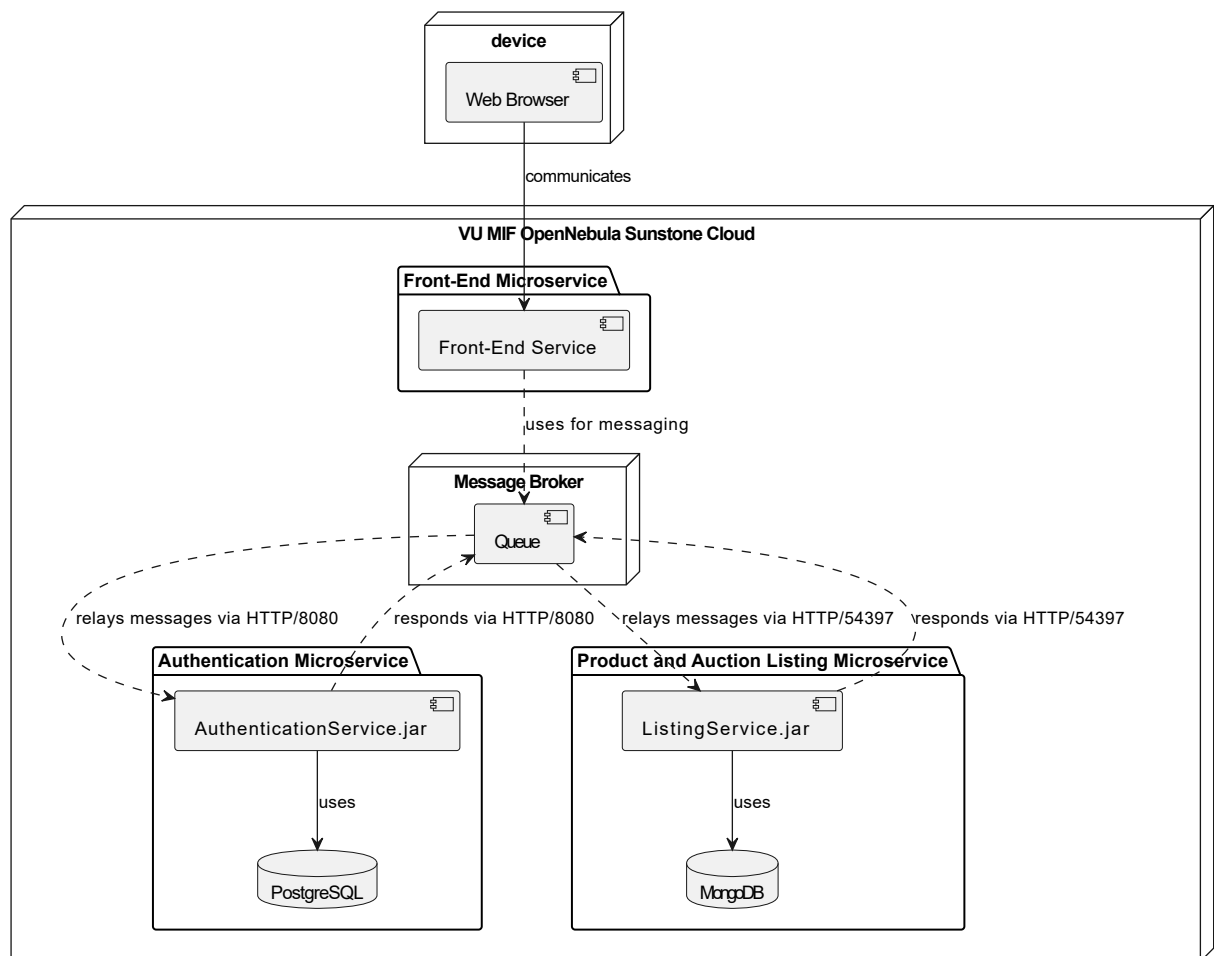 device
Web Browser
communicates
VU MIF OpenNebula Sunstone Cloud
Front-End Microservice
Front-End Service
uses for messaging
Message Broker
Queue
relays messages via HTTP/8080
responds via HTTP/8080
relays messages via HTTP/54397
responds via HTTP/54397
Authentication Microservice
Product and Auction Listing Microservice
AuthenticationService.jar
ListingService.jar
uses
uses
PostgreSQL
MongoDB